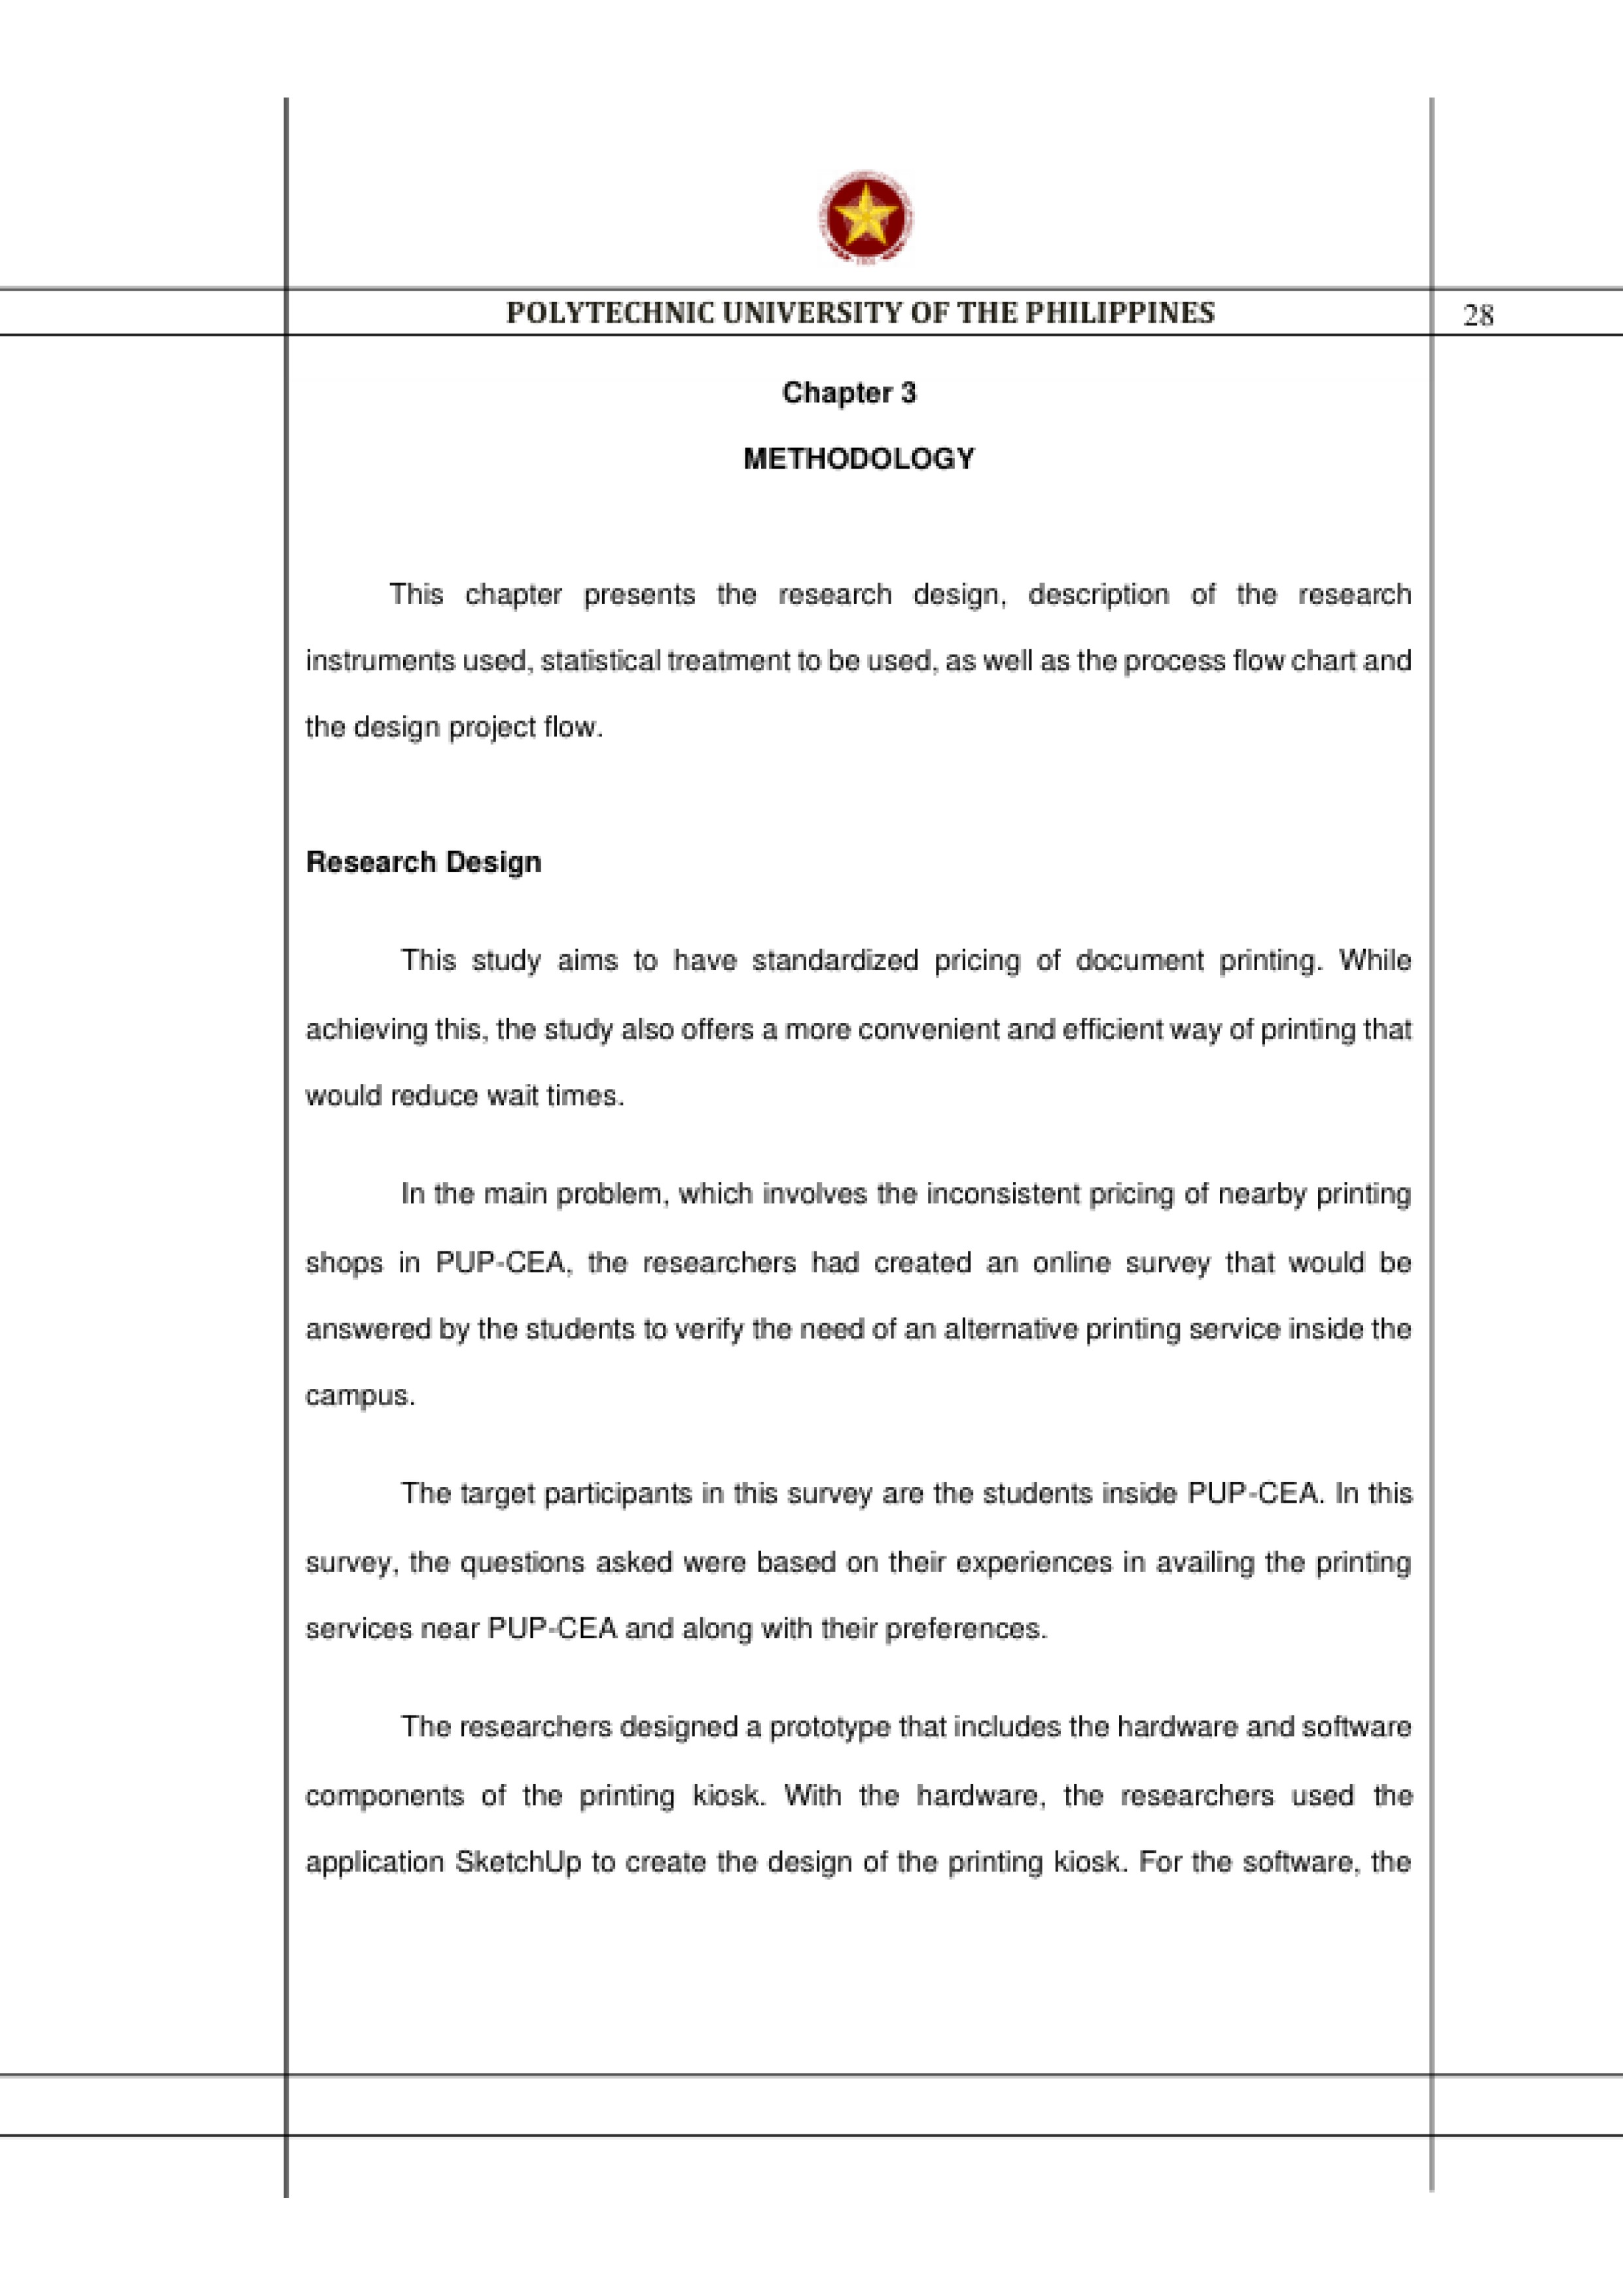 POLYTECHNIC UNIVERSITY OF THE PHILIPPINES
28
Chapter 3
METHODOLOGY
This chapter presents the research design, description of the research
instruments used, statistical treatment to be used, as well as the process flow chart and
the design project flow.
Research Design
This study aims to have standardized pricing of document printing. While
achieving this, the study also offers a more convenient and efficient way of printing that
would reduce wait times.
In the main problem, which involves the inconsistent pricing of nearby printing
shops in PUP-CEA, the researchers had created an online survey that would be
answered by the students to verify the need of an alternative printing service inside the
campus.
The target participants in this survey are the students inside PUP-CEA. In this
survey, the questions asked were based on their experiences in availing the printing
services near PUP-CEA and along with their preferences.
The researchers designed a prototype that includes the hardware and software
components of the printing kiosk. With the hardware, the researchers used the
application SketchUp to create the design of the printing kiosk. For the software, the